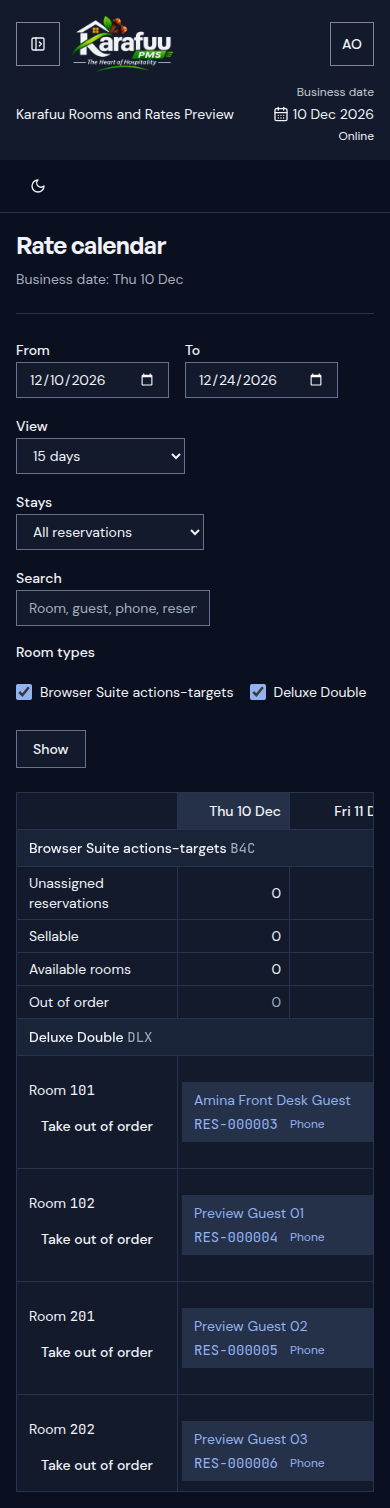 Karafuu
PMS
The Heart of Hospitality
AO
Business date
Karafuu Rooms and Rates Preview
10 Dec 2026
Online
Rate calendar
Business date: Thu 10 Dec
From
To
12/10/2026
12/24/2026
View
15 days
Stays
All reservations
Search
Room, guest, phone, reser
Room types
Browser Suite actions-targets
Deluxe Double
Show
Thu 10 Dec
Fri 11 D
Browser Suite actions-targets B4C
Unassigned
reservations
0
Sellable
0
Available rooms
0
Out of order
0
Deluxe Double DLX
Room 101
Take out of order
Amina Front Desk Guest
RES-000003 Phone
Room 102
Take out of order
Preview Guest 01
RES-000004 Phone
Room 201
Take out of order
Preview Guest 02
RES-000005 Phone
Room 202
Take out of order
Preview Guest 03
RES-000006 Phone